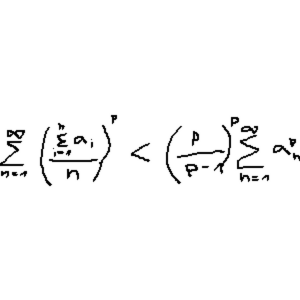 \sum_{n=1}^{\infty} \left( \frac{\sum_{i=1}^{n} a_i}{n} \right)^p < \left( \frac{p}{p-1} \right)^p \sum_{n=1}^{\infty} a_n^p